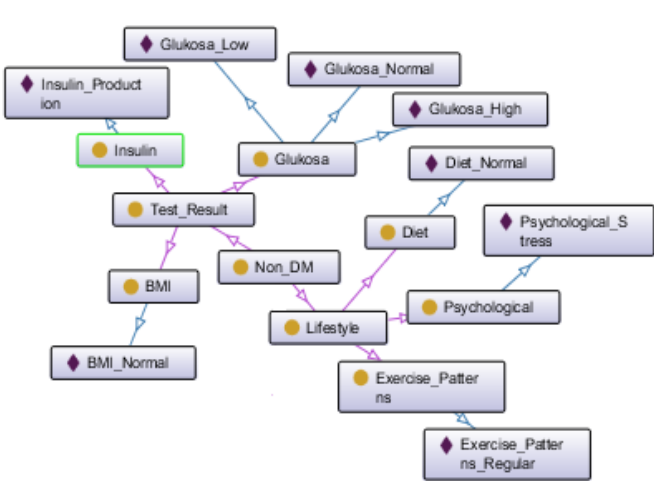 Glukosa_Low
Glukosa_Normal
Insulin_Product
ion
Glukosa_High
Insulin
Glukosa
Diet_Normal
Test_Result
Psychological_S
tress
Diet
Non_DM
BMI
Psychological
Lifestyle
BMI_Normal
Exercise_Patter
ns
Exercise_Patter
ns_Regular